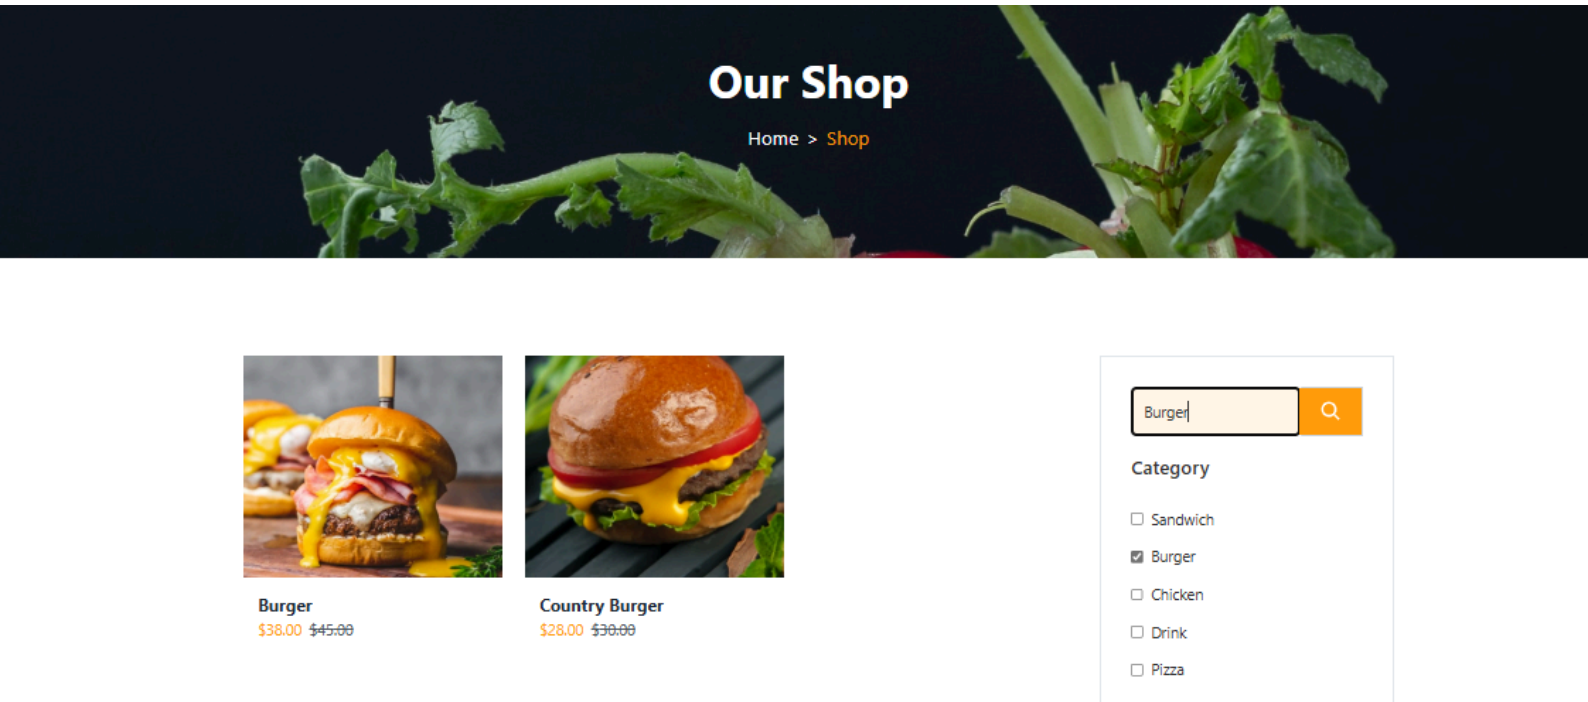 Our Shop
Home > Shop
Burger
$38.00 $45.00
Country Burger
$28.00 $30.00
Burger
Category
Sandwich
Burger
Chicken
Drink
Pizza